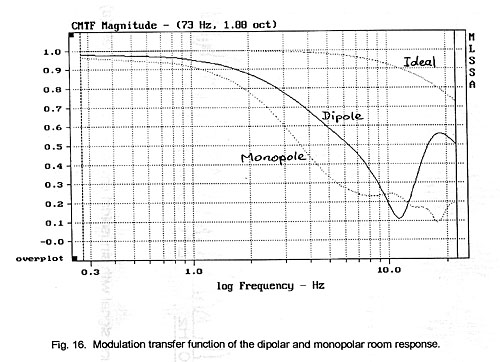 CMTF Magnitude - (73 Hz, 1.00 oct)
M
L
S
S
A
1.0
0.9
0.8
0.7
0.6
0.5
0.4
0.3
0.2
0.1
-0.0
Ideal
Dipole
Monopole
overplot
0.3
1.0
10.0
log Frequency - Hz
Fig. 16. Modulation transfer function of the dipolar and monopolar room response.